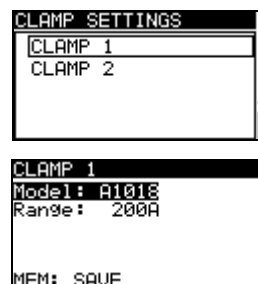 CLAMP SETTINGS
CLAMP 1
CLAMP 2
CLAMP 1
Model: A1018
Range: 200A
MEM: SAVE